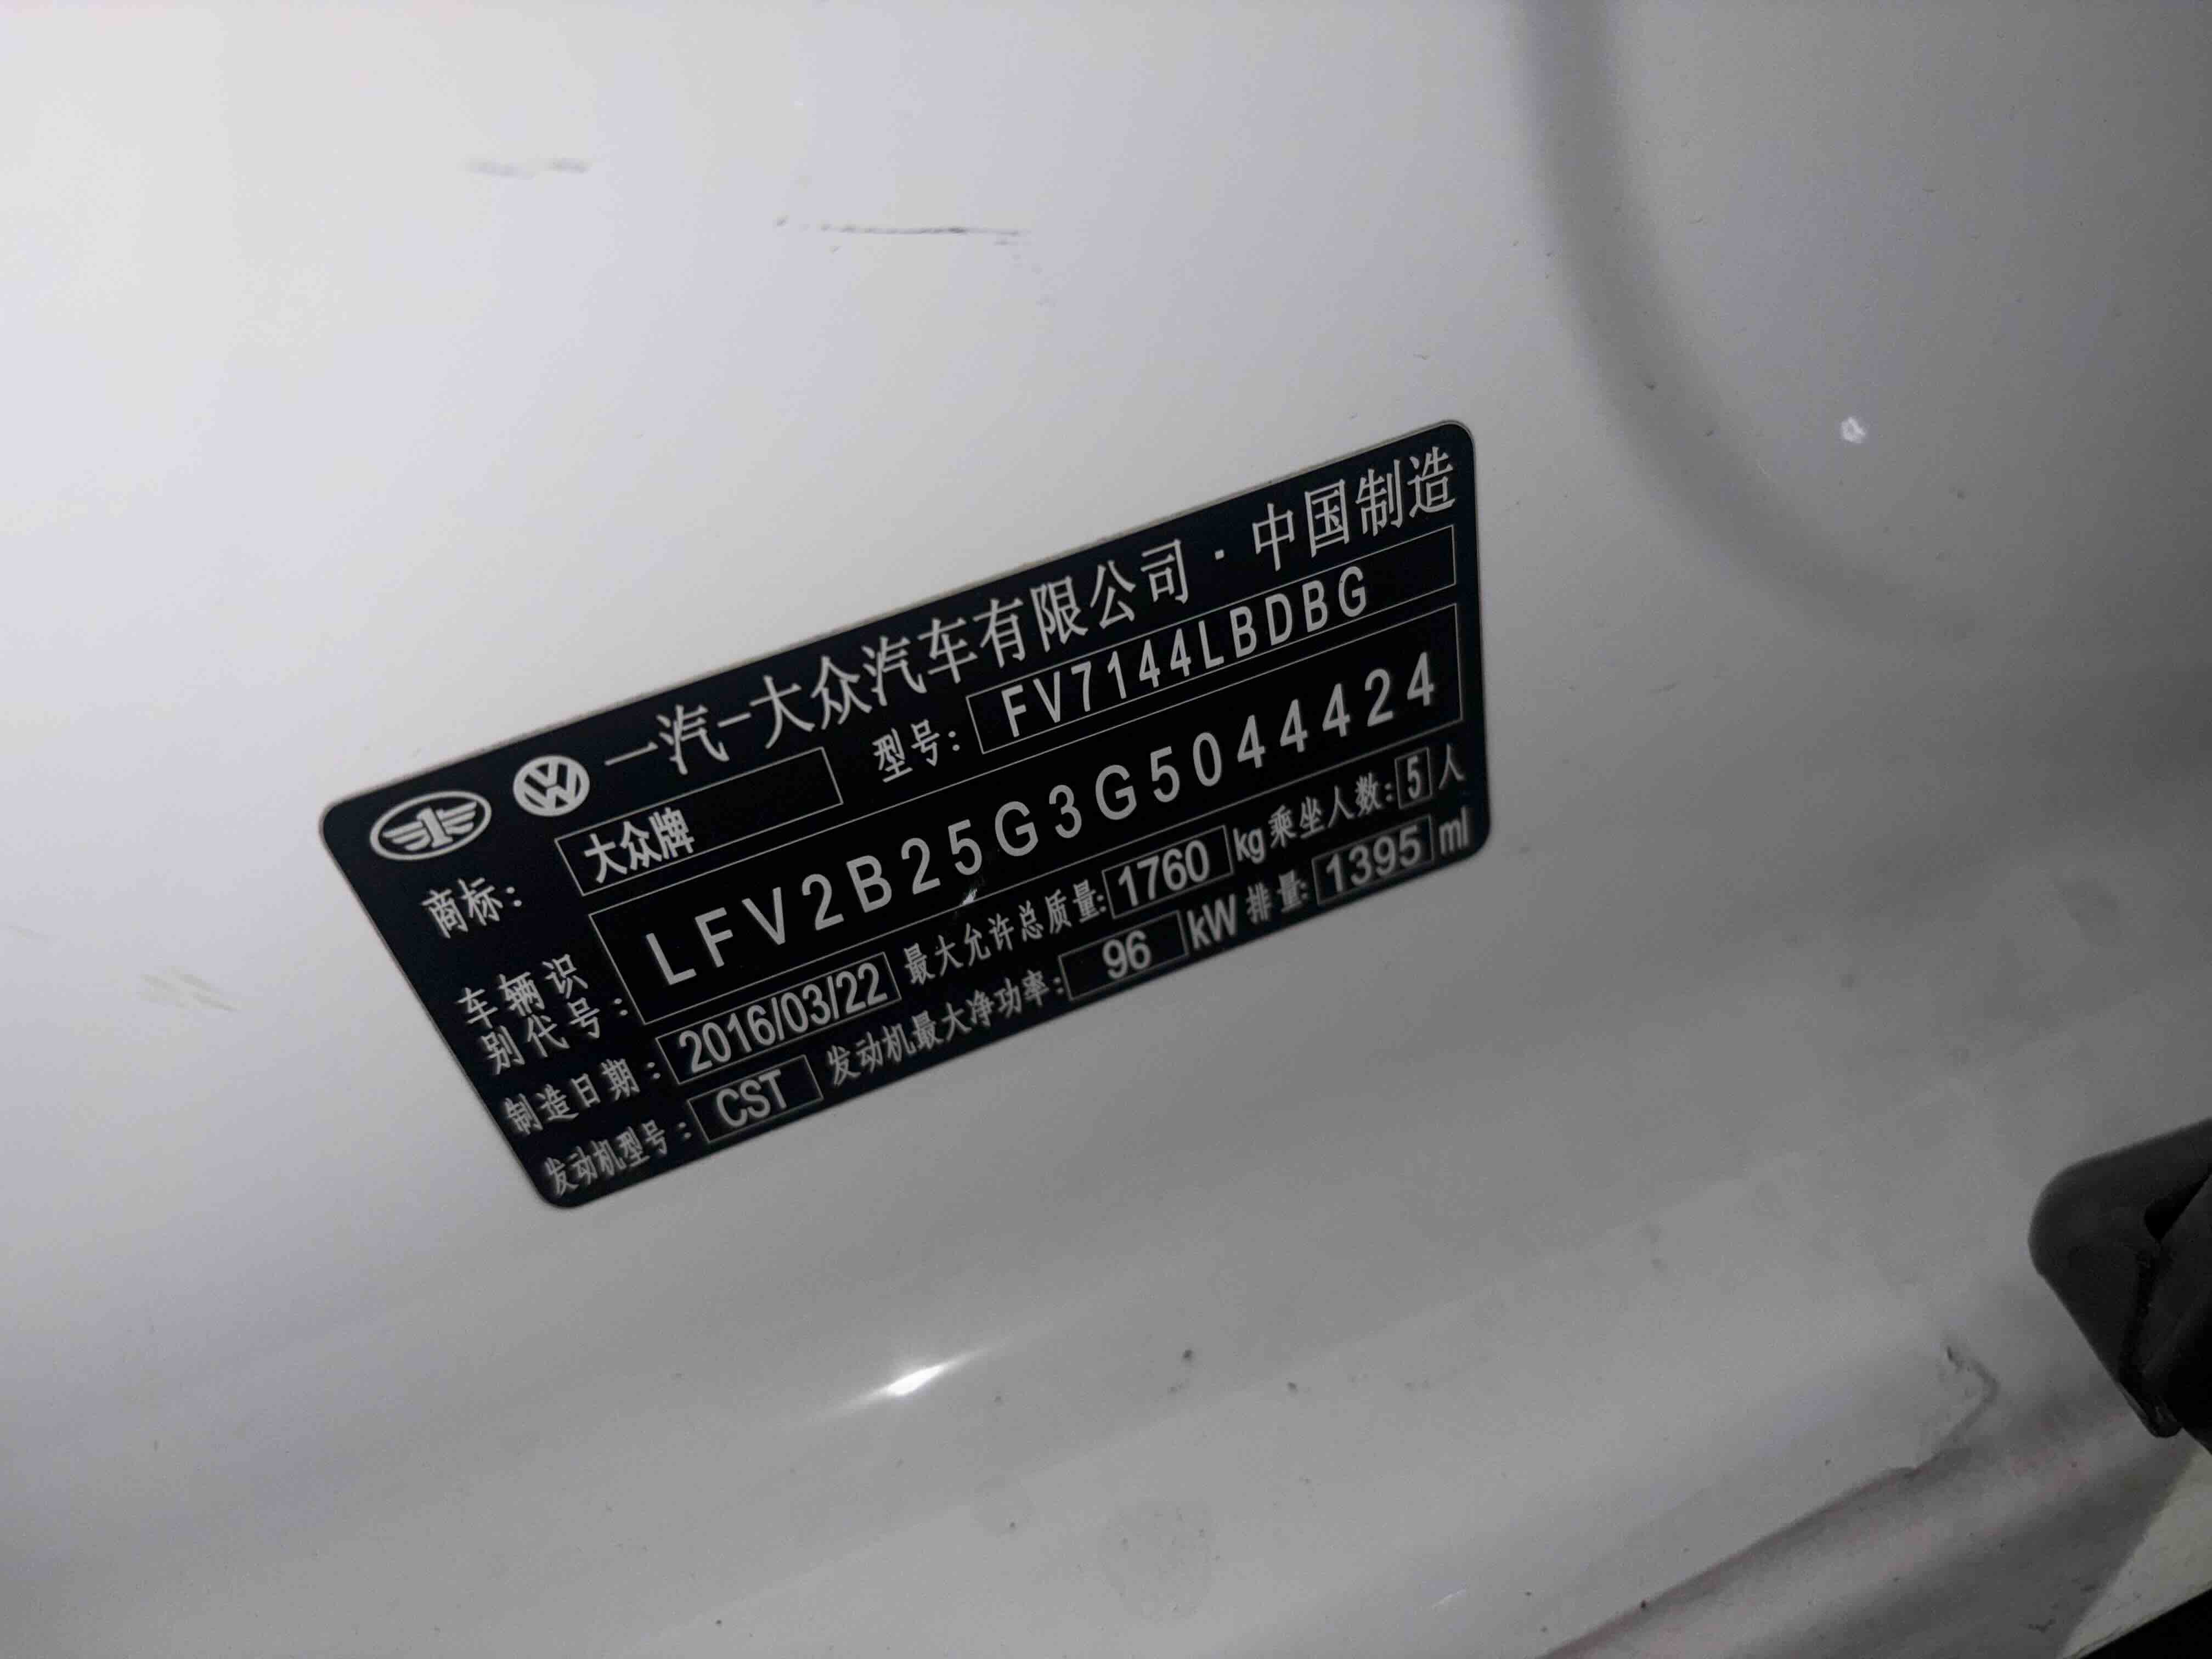 一汽-大众汽车有限公司·中国制造
商标: 大众牌 型号: FV7144LBDBG
车辆识别代号: LFV2B25G3G5044424
制造日期: 2016/03/22 最大允许总质量: 1760 kg 乘坐人数: 5 人
发动机型号: CST 发动机最大净功率: 96 kW 排量: 1395 ml